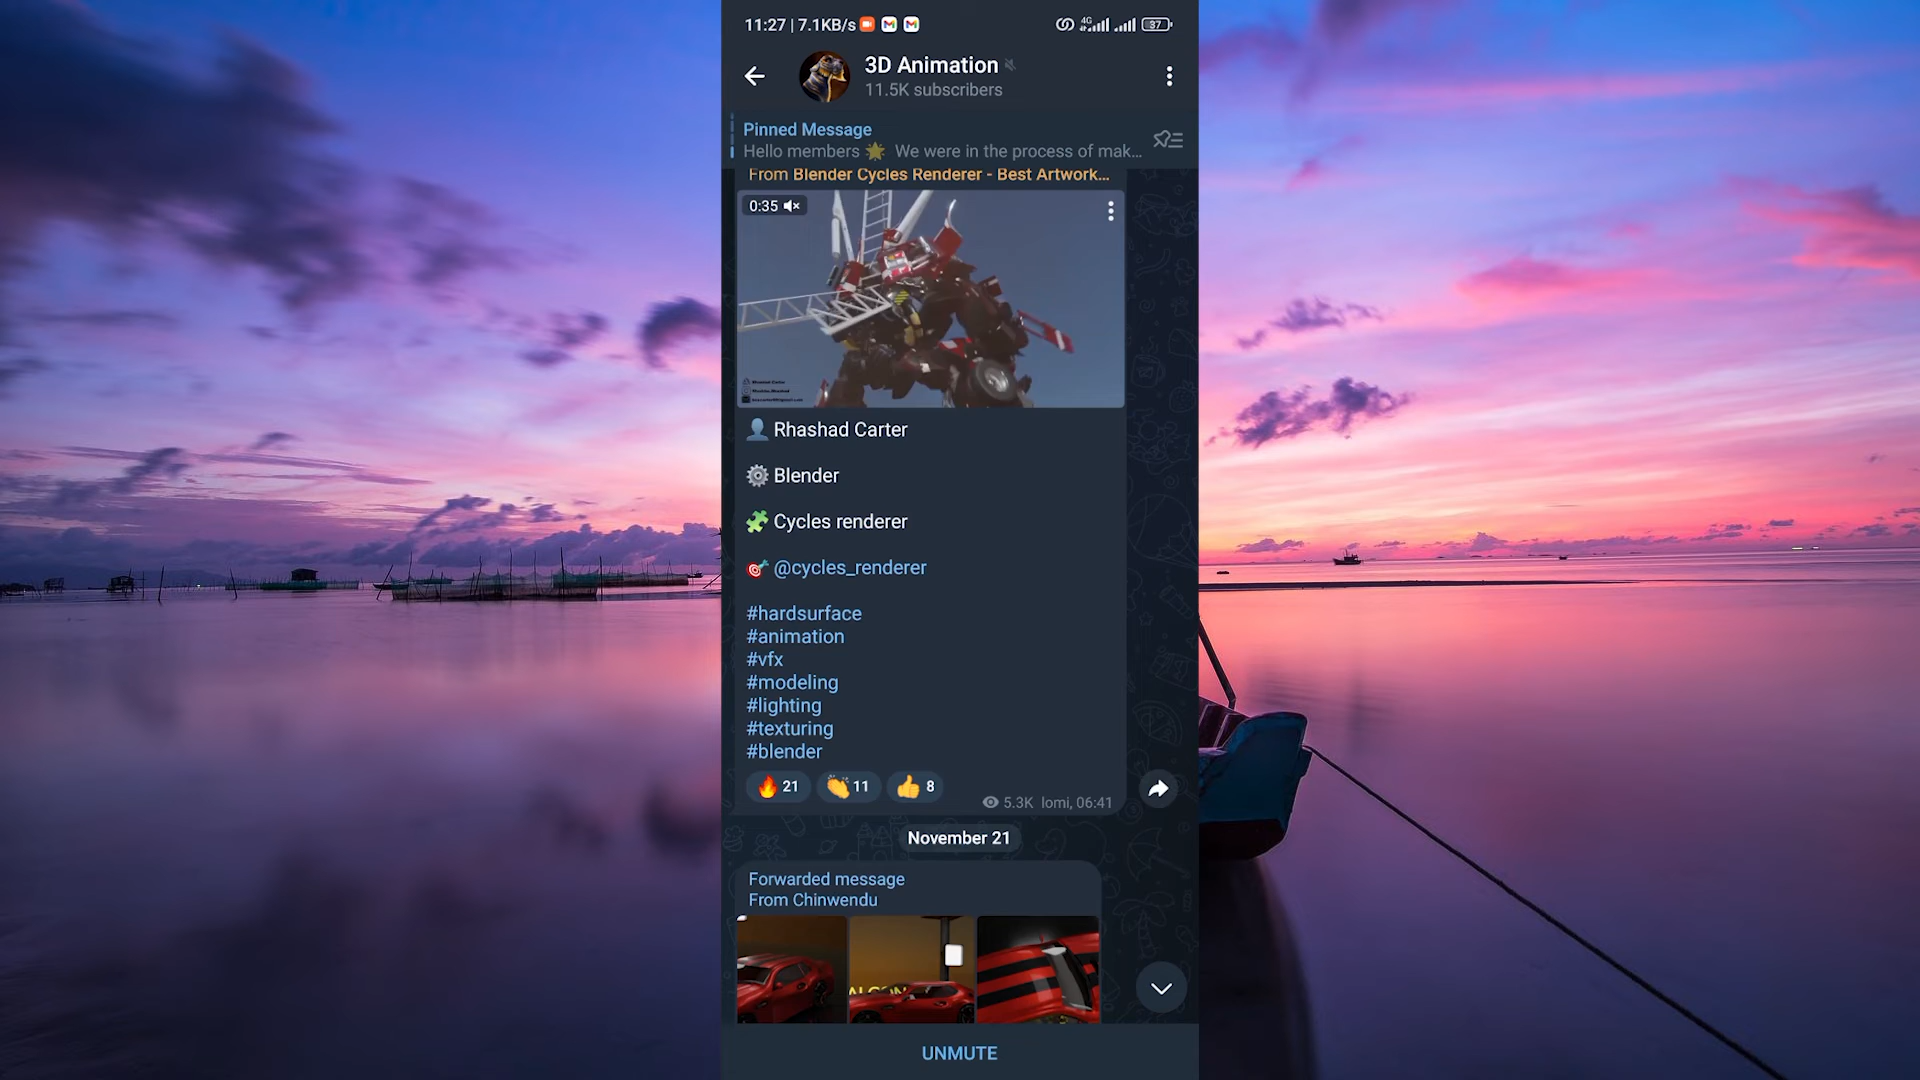 11:27 | 7.1KB/s
4G
37
3D Animation
11.5K subscribers
Pinned Message
Hello members 🌟 We were in the process of mak...
From Blender Cycles Renderer - Best Artwork...
0:35
👤 Rhashad Carter
⚙️ Blender
🧩 Cycles renderer
🎯 @cycles_renderer
#hardsurface
#animation
#vfx
#modeling
#lighting
#texturing
#blender
🔥 21 👏 11 👍 8
5.3K lomi, 06:41
November 21
Forwarded message
From Chinwendu
UNMUTE